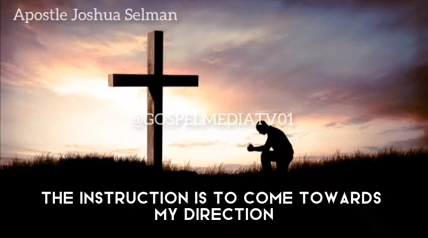 Apostle Joshua Selman
@GOSPELMEDIATV01
THE INSTRUCTION IS TO COME TOWARDS
MY DIRECTION